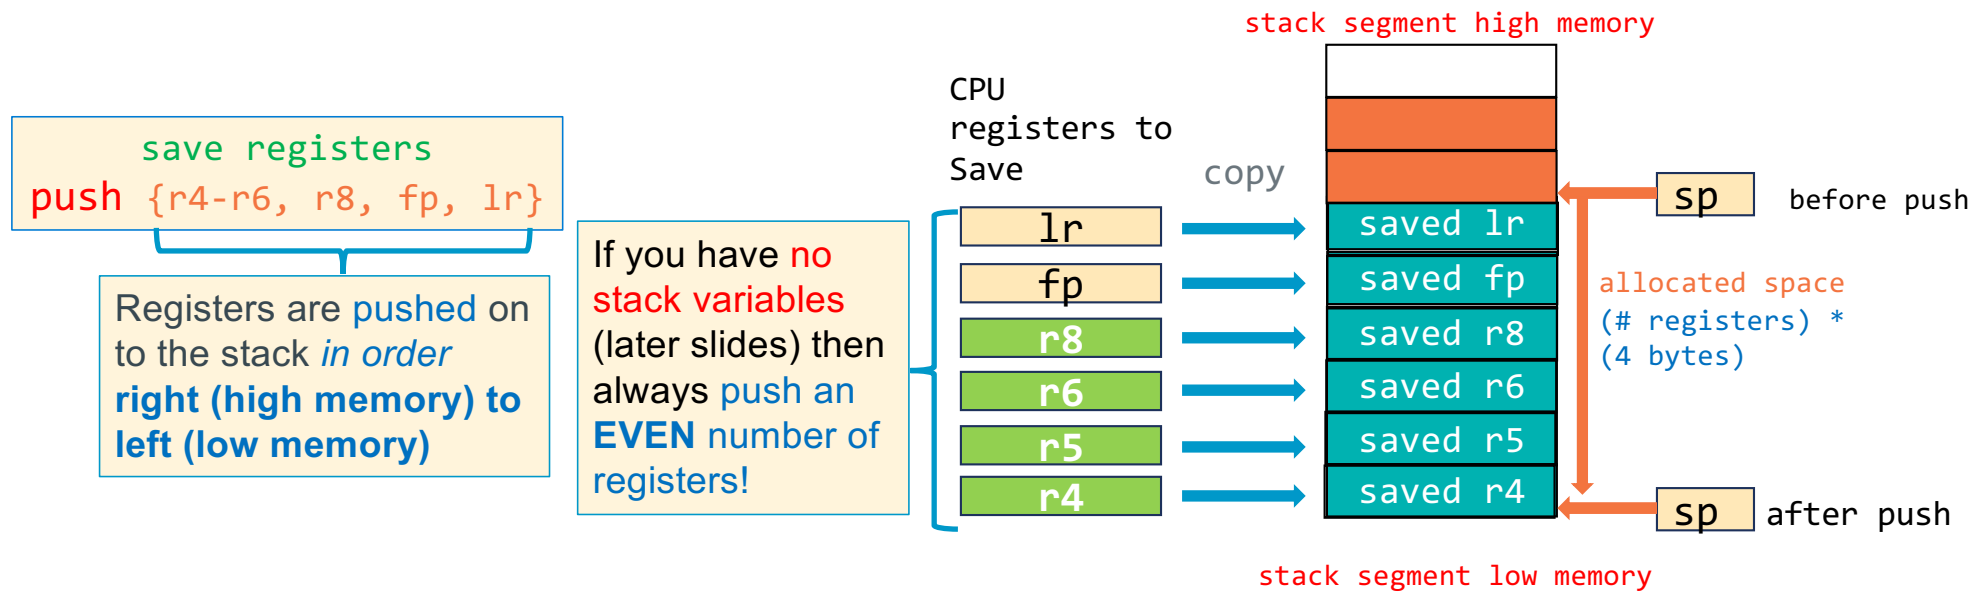 save registers
push {r4-r6, r8, fp, lr}
Registers are pushed on
to the stack in order
right (high memory) to
left (low memory)
If you have no
stack variables
(later slides) then
always push an
EVEN number of
registers!
CPU
registers to
Save
lr
fp
r8
r6
r5
r4
copy
stack segment high memory
saved lr
saved fp
saved r8
saved r6
saved r5
saved r4
stack segment low memory
sp before push
allocated space
(# registers) *
(4 bytes)
sp after push